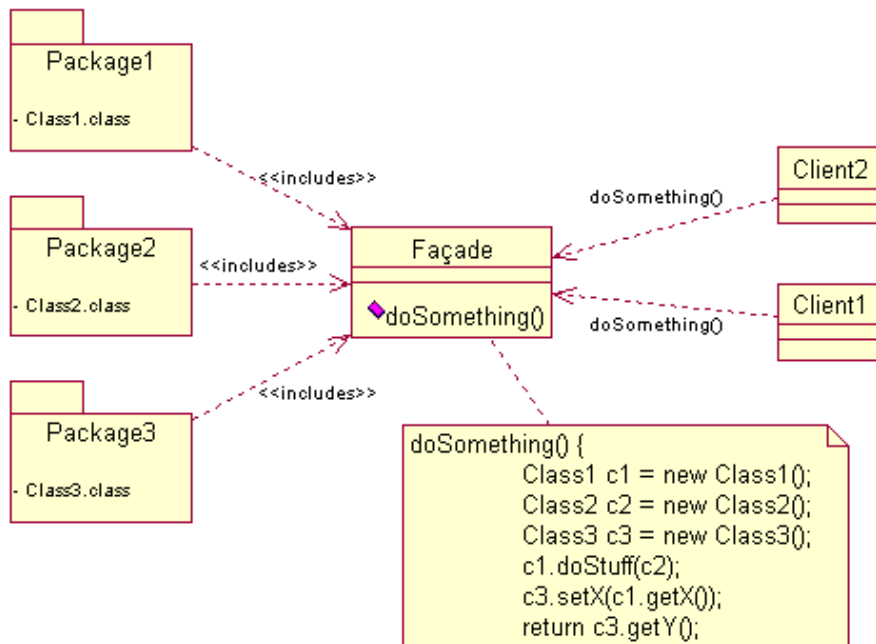 Package1
- Class1.class
<<includes>>
Client2
doSomething()
Package2
- Class2.class
<<includes>>
Façade
doSomething()
Client1
doSomething()
Package3
- Class3.class
<<includes>>
doSomething() {
Class1 c1 = new Class1();
Class2 c2 = new Class2();
Class3 c3 = new Class3();
c1.doStuff(c2);
c3.setX(c1.getX());
return c3.getY();